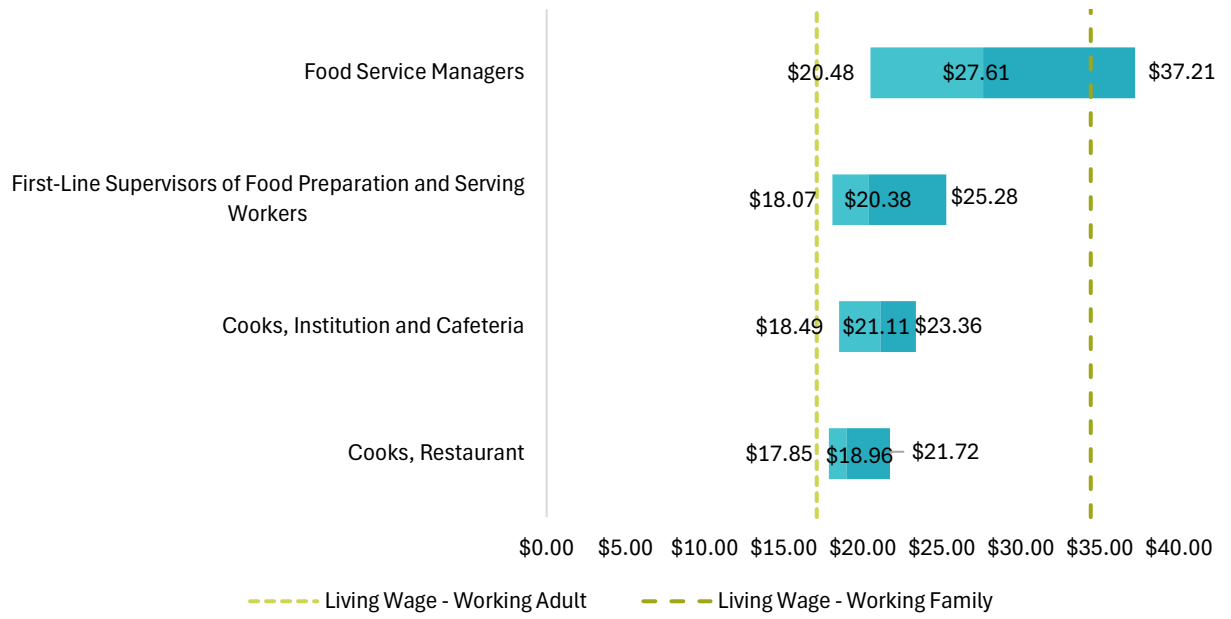 Food Service Managers
$20.48 $27.61 $37.21
First-Line Supervisors of Food Preparation and Serving
Workers
$18.07 $20.38 $25.28
Cooks, Institution and Cafeteria
$18.49 $21.11 $23.36
Cooks, Restaurant
$17.85 $18.96 $21.72
$0.00 $5.00 $10.00 $15.00 $20.00 $25.00 $30.00 $35.00 $40.00
Living Wage - Working Adult Living Wage - Working Family